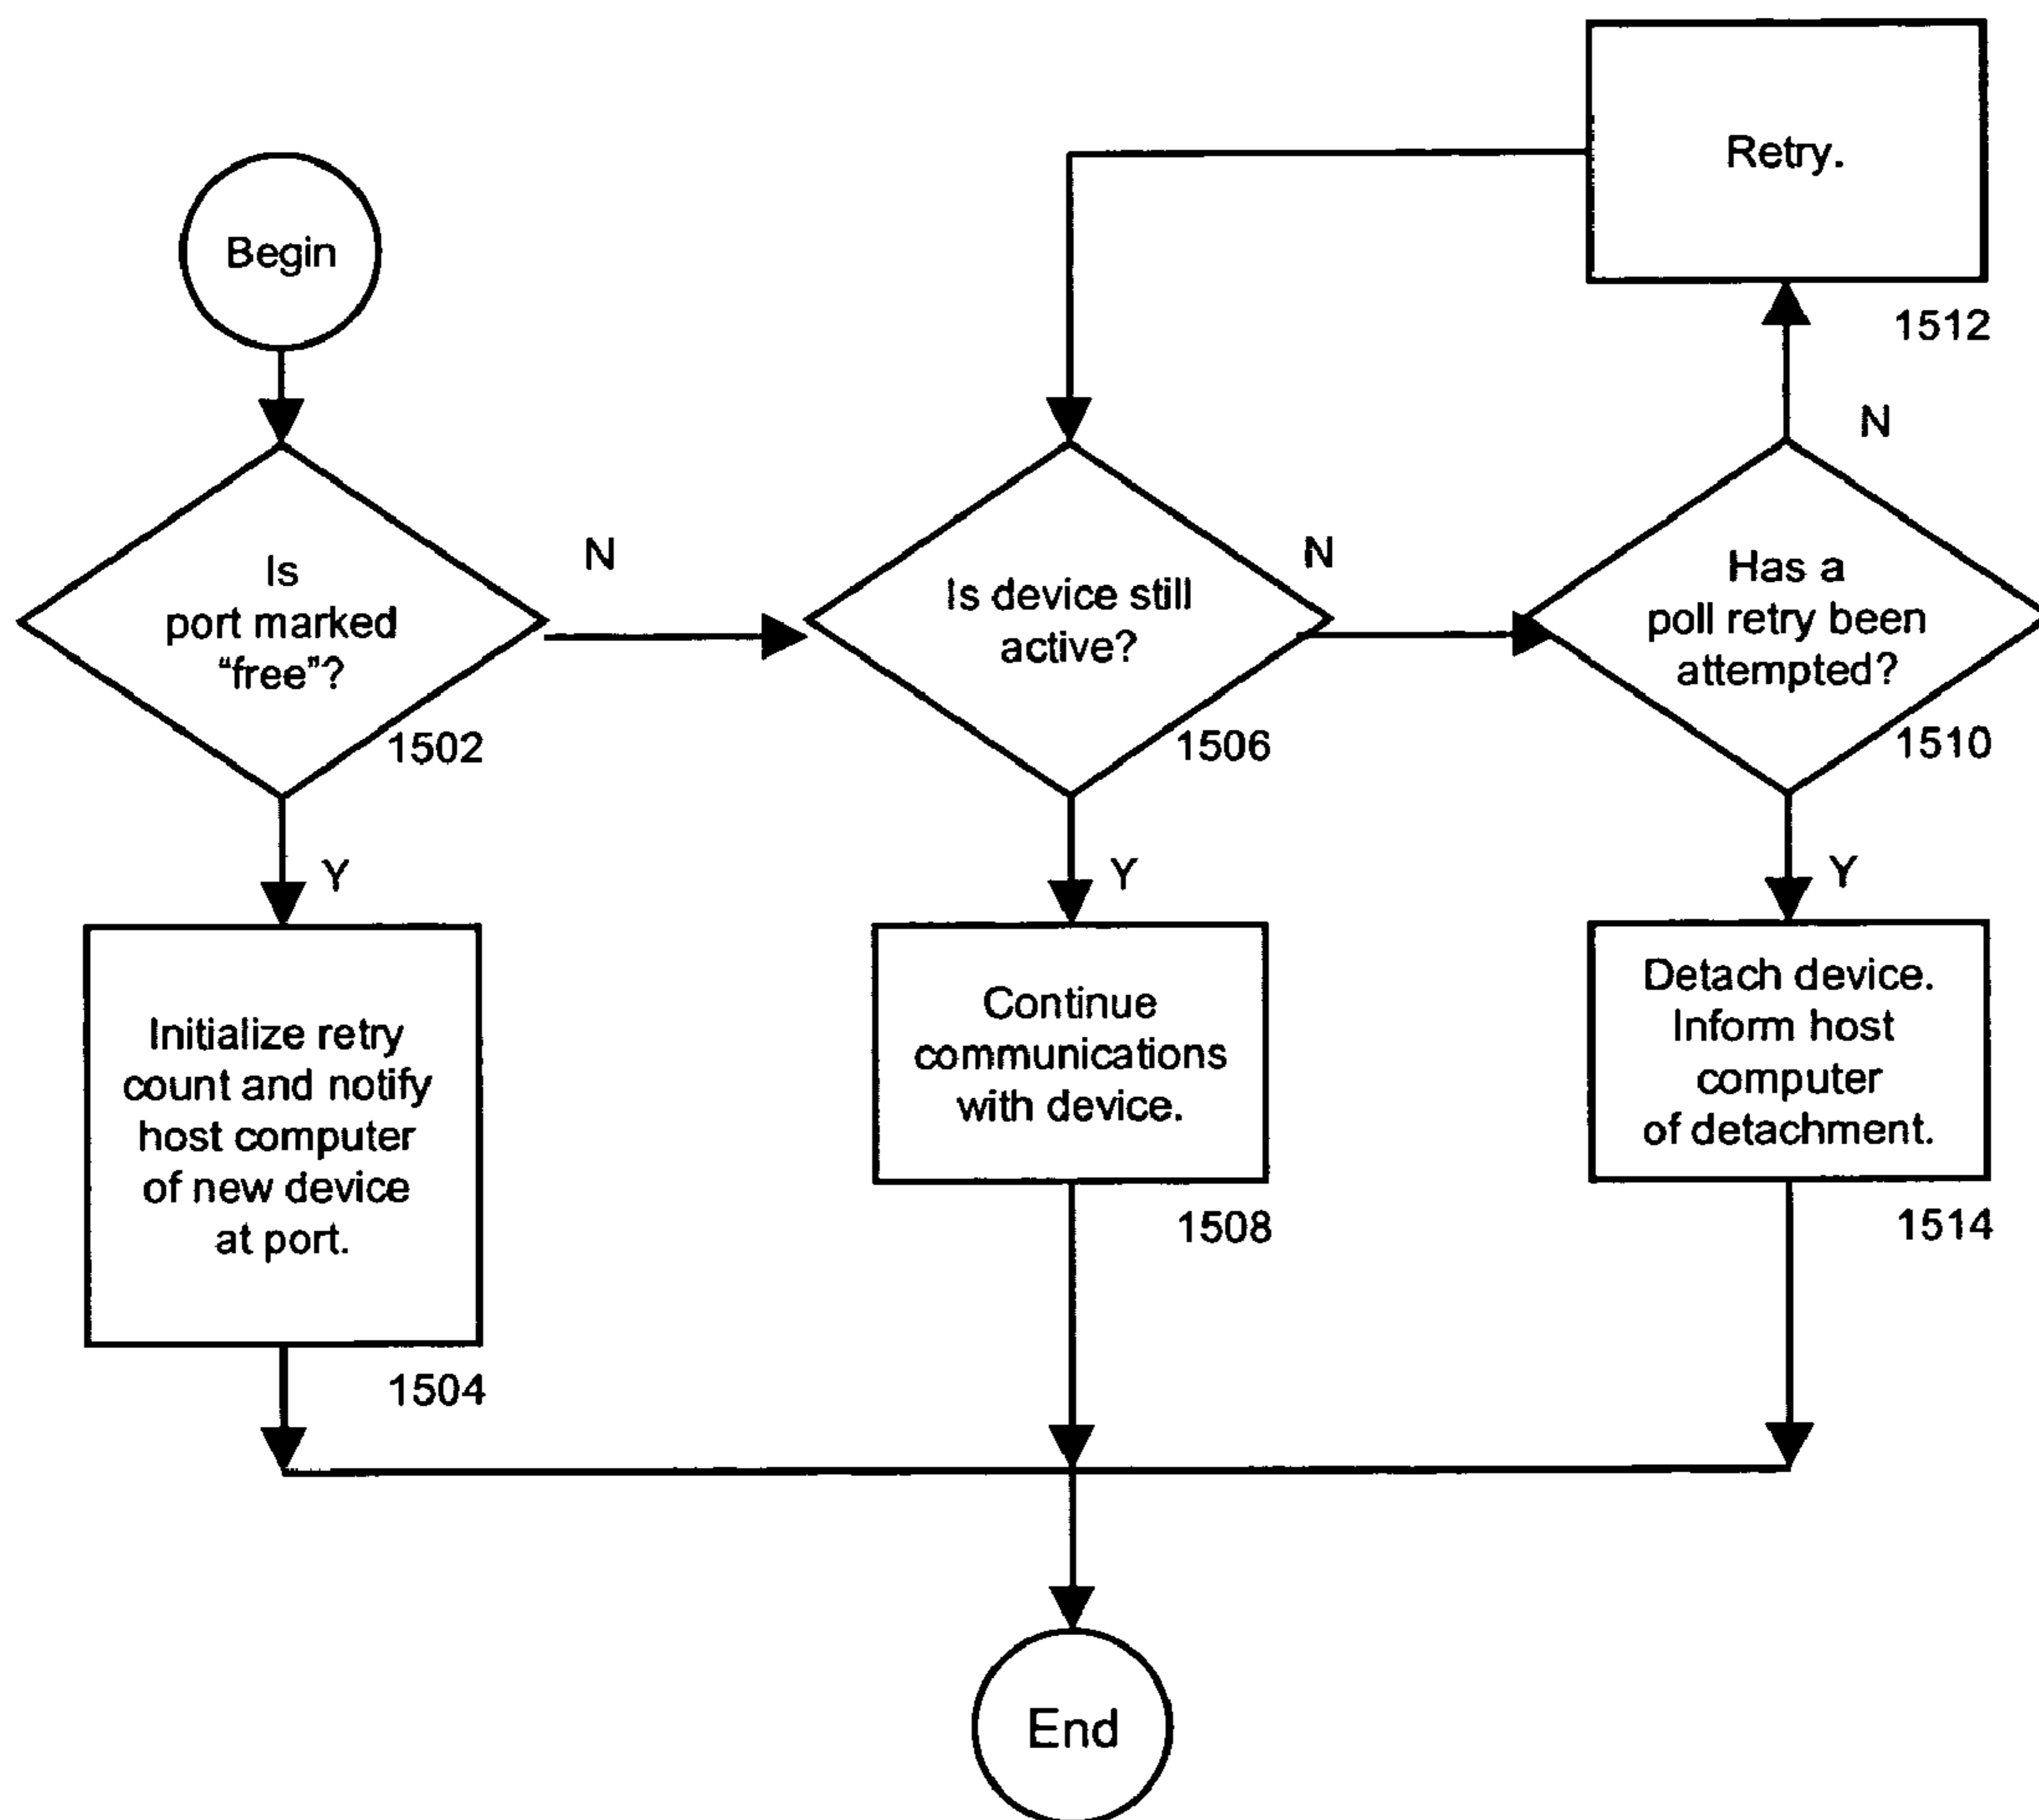 Retry.
1512
Begin
Is
port marked
“free”?
1502
N
Y
Is device still
active?
1506
N
Y
Has a
poll retry been
attempted?
1510
N
Y
Initialize retry
count and notify
host computer
of new device
at port.
1504
Continue
communications
with device.
1508
Detach device.
Inform host
computer
of detachment.
1514
End